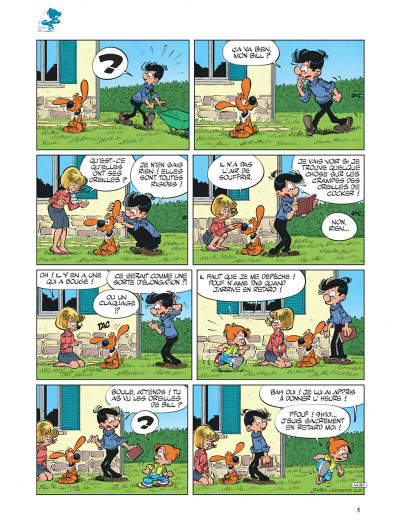 ?
ÇA VA BIEN,
MON BILL ?
QU'EST-CE
QU'ELLES
ONT SES
OREILLES ?
JE N'EN SAIS
RIEN ! ELLES
SONT TOUTES
RIGIDES !
IL N'A PAS
L'AIR DE
SOUFFRIR.
JE VAIS VOIR SI JE
TROUVE QUELQUE
CHOSE SUR
LES CRAMPES DES
OREILLES DE
COCKER !
NON,
RIEN...
OH ! IL Y EN A UNE
QUI A BOUGÉ !
TAC
CE SERAIT COMME UNE
SORTE D'ÉLONGATION ?!
OU UN
CLAQUAGE
!?
IL FAUT QUE JE ME DÉPÊCHE !
POUF N'AIME PAS QUAND
J'ARRIVE EN RETARD !
BOULE, ATTENDS ! TU
AS VU LES OREILLES
DE BILL ?
?
BAH OUI ! JE LUI AI APPRIS
À DONNER L'HEURE !
PFOUF ! 9H10...
J'SUIS SACRÉMENT
EN RETARD MOI !
5